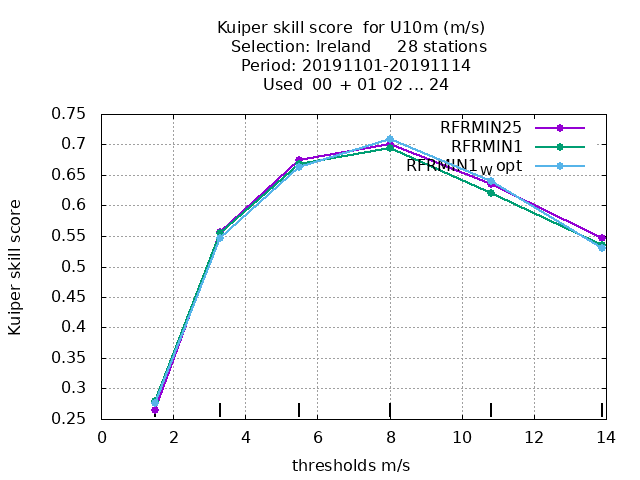 Kuiper skill score  for U10m (m/s)
Selection: Ireland     28 stations
Period: 20191101-20191114
Used  00 + 01 02 ... 24
0.75
0.7
0.65
0.6
0.55
0.5
0.45
0.4
0.35
0.3
0.25
Kuiper skill score
RFRMIN25
RFRMIN1
RFRMIN1w opt
0 2 4 6 8 10 12 14
thresholds m/s